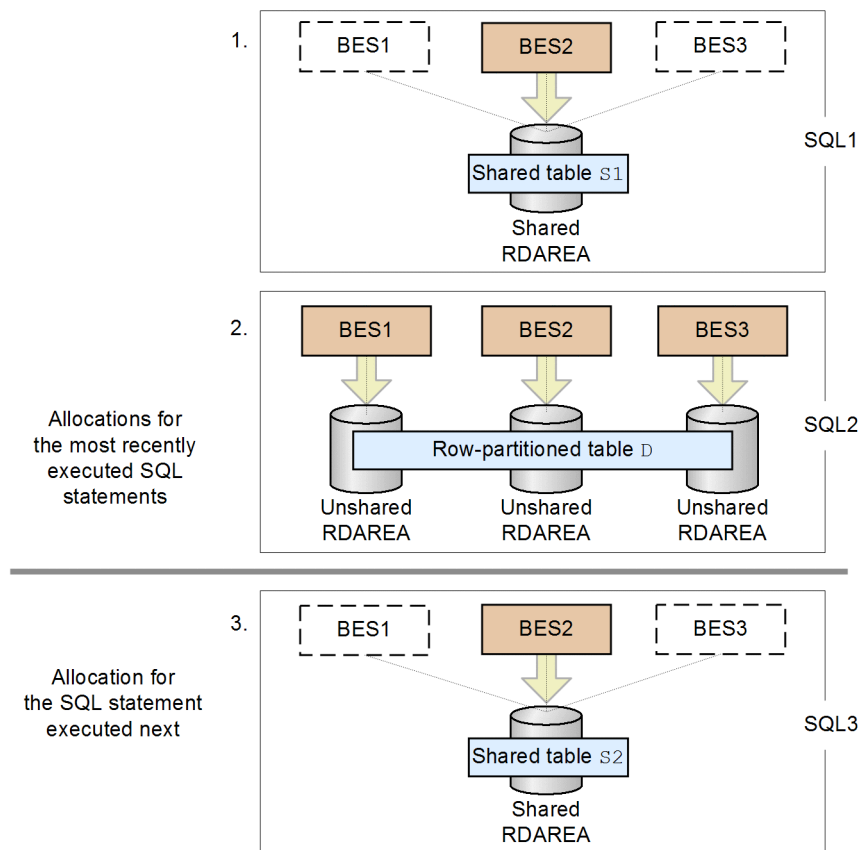 1.
BES1
BES2
BES3
Shared table S1
Shared
RDAREA
SQL1
2.
BES1
BES2
BES3
Allocations for
the most recently
executed SQL
statements
Row-partitioned table D
Unshared
RDAREA
Unshared
RDAREA
Unshared
RDAREA
SQL2
3.
BES1
BES2
BES3
Allocation for
the SQL statement
executed next
Shared table S2
Shared
RDAREA
SQL3